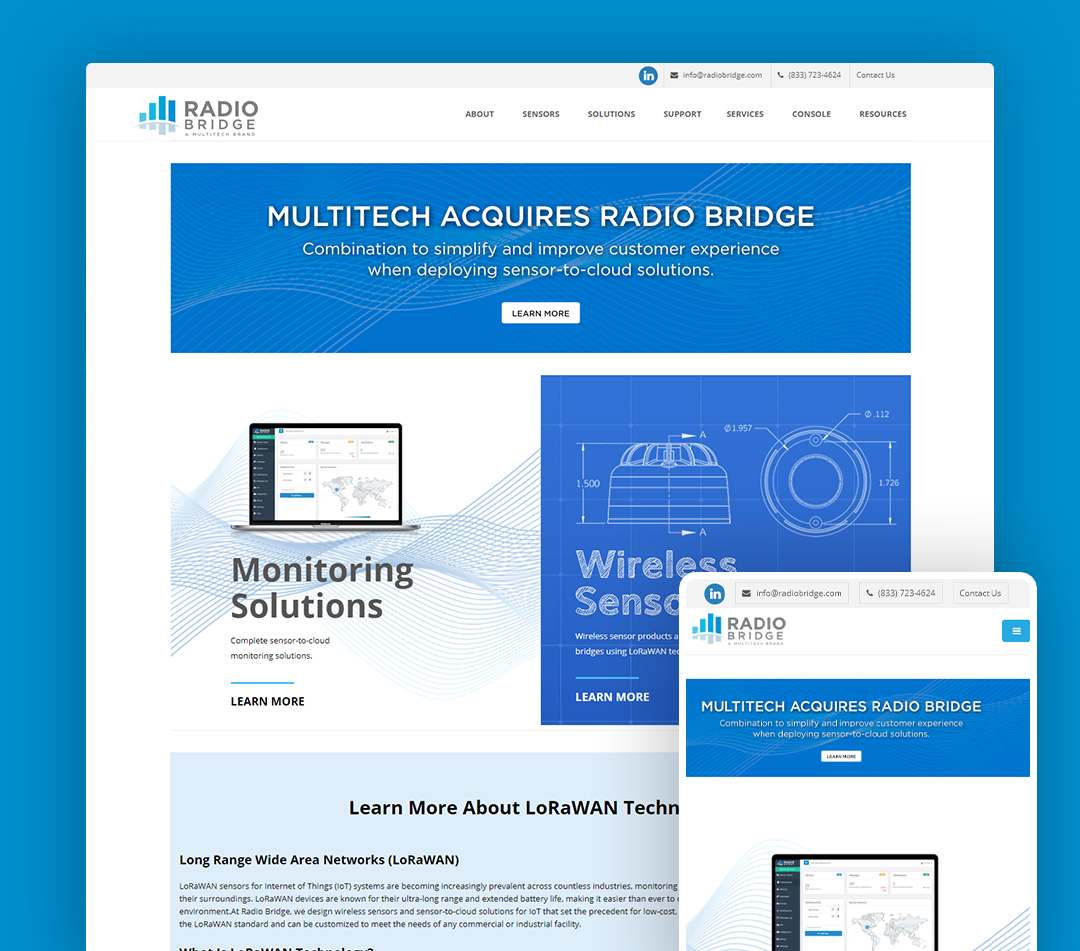 in
info@radiobridge.com
(833) 723-4624
Contact Us
RADIO
BRIDGE
A MULTITECH BRAND
ABOUT
SENSORS
SOLUTIONS
SUPPORT
SERVICES
CONSOLE
RESOURCES
MULTITECH ACQUIRES RADIO BRIDGE
Combination to simplify and improve customer experience
when deploying sensor-to-cloud solutions.
LEARN MORE
Monitoring
Solutions
Complete sensor-to-cloud
monitoring solutions.
LEARN MORE
Ø .112
Ø1.957
A
1.500
1.726
A
Wireless
Senso
Wireless sensor products a
bridges using LoRaWAN tec
LEARN MORE
Learn More About LoRaWAN Techn
Long Range Wide Area Networks (LoRaWAN)
LoRaWAN sensors for Internet of Things (IoT) systems are becoming increasingly prevalent across countless industries, monitoring
their surroundings. LoRaWAN devices are known for their ultra-long range and extended battery life, making it easier than ever to c
environment.At Radio Bridge, we design wireless sensors and sensor-to-cloud solutions for IoT that set the precedent for low-cost,
the LoRaWAN standard and can be customized to meet the needs of any commercial or industrial facility.
What Is LoRaWAN Technology?
in
info@radiobridge.com
(833) 723-4624
Contact Us
RADIO
BRIDGE
A MULTITECH BRAND
MULTITECH ACQUIRES RADIO BRIDGE
Combination to simplify and improve customer experience
when deploying sensor-to-cloud solutions.
LEARN MORE